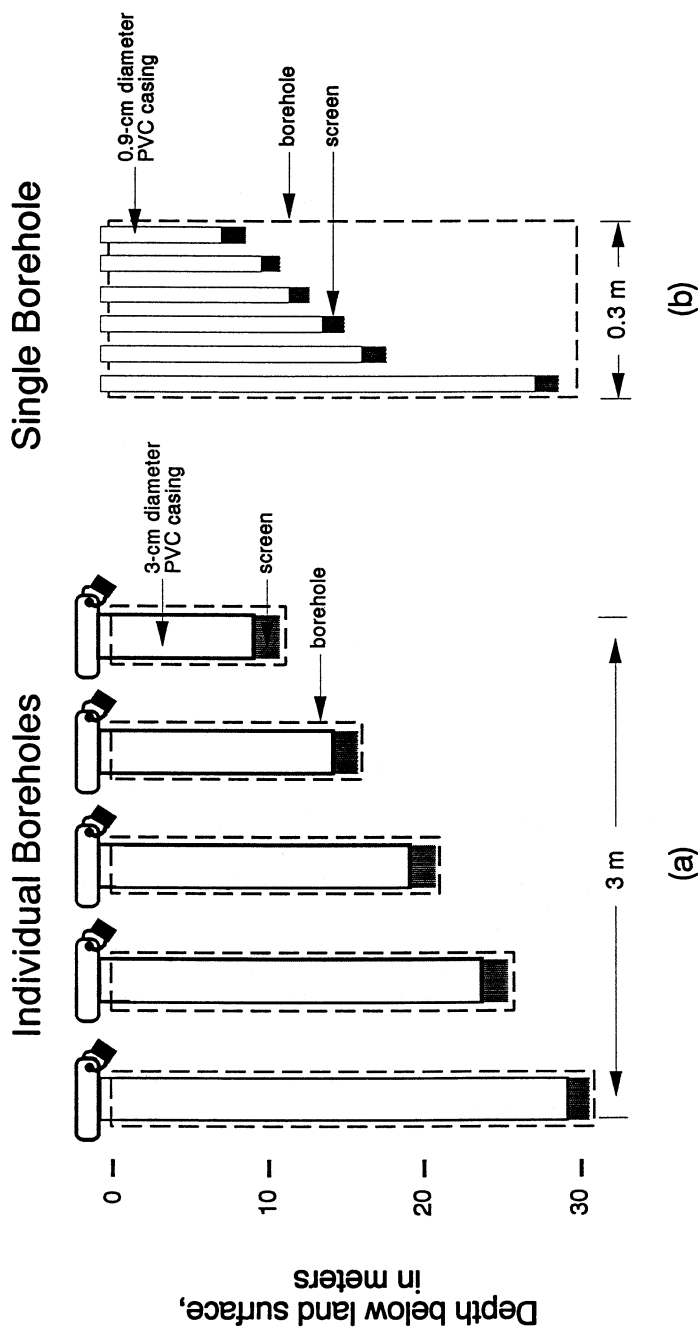 Individual Boreholes
Single Borehole
3-cm diameter
PVC casing
screen
borehole
0.9-cm diameter
PVC casing
borehole
screen
Depth below land surface,
in meters
0
10
20
30
3 m
0.3 m
(a)
(b)